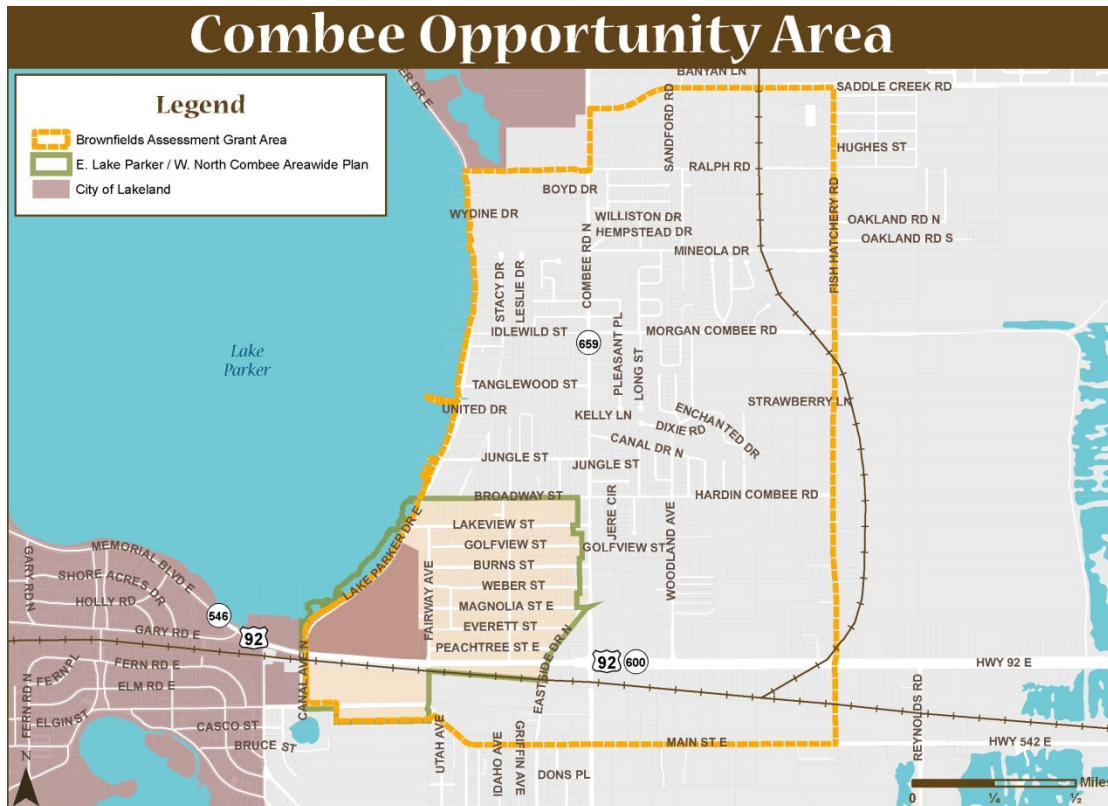 Combee Opportunity Area
Legend
Brownfields Assessment Grant Area
E. Lake Parker / W. North Combee Areawide Plan
City of Lakeland
ER DR E
BANYAN LN
SADDLE CREEK RD
SANDFORD RD
HUGHES ST
RALPH RD
BOYD DR
WYDINE DR
WILLISTON DR
HEMPSTEAD DR
OAKLAND RD N
OAKLAND RD S
MINEOLA DR
FISH HATCHERY RD
COMBEE RD N
STACY DR
LESLIE DR
IDLEWILD ST
MORGAN COMBEE RD
659
Lake
Parker
PLEASANT PL
LONG ST
TANGLEWOOD ST
STRAWBERRY LN
UNITED DR
KELLY LN
ENCHANTED DR
DIXIE RD
CANAL DR N
JUNGLE ST
JUNGLE ST
BROADWAY ST
HARDIN COMBEE RD
JERE CIR
WOODLAND AVE
LAKEVIEW ST
LAKE PARKER DR E
GOLFVIEW ST
GOLFVIEW ST
MEMORIAL BLVD E
GARY RD N
SHORE ACRES DR
BURNS ST
FAIRWAY AVE
WEBER ST
HOLLY RD
MAGNOLIA ST E
546
GARY RD E
EVERETT ST
92
PEACHTREE ST E
EASTSIDE DR N
92
600
HWY 92 E
FERN PL
FERN RD E
FERN RD N
ELM RD E
CANAL AVE N
REYNOLDS RD
ELGIN ST
CASCO ST
BRUCE ST
UTAH AVE
IDAHO AVE
GRIFFIN AVE
MAIN ST E
HWY 542 E
DONS PL
N
Miles
0
¼
½